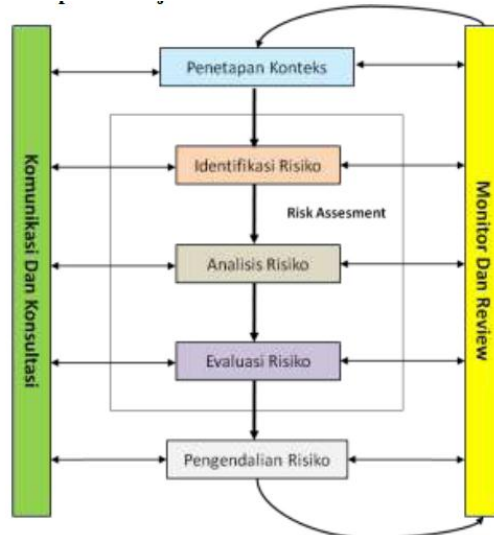 Penetapan Konteks
Komunikasi Dan Konsultasi
Identifikasi Risiko
Risk Assesment
Monitor Dan Review
Analisis Risiko
Evaluasi Risiko
Pengendalian Risiko